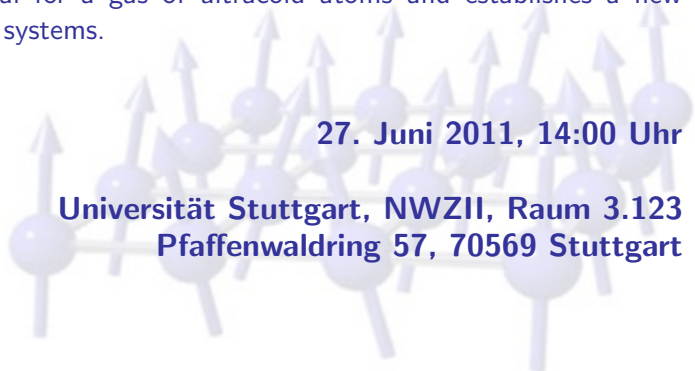 for a gas of ultracold atoms and establishes a new
systems.
27. Juni 2011, 14:00 Uhr
Universität Stuttgart, NWZII, Raum 3.123
Pfaffenwaldring 57, 70569 Stuttgart